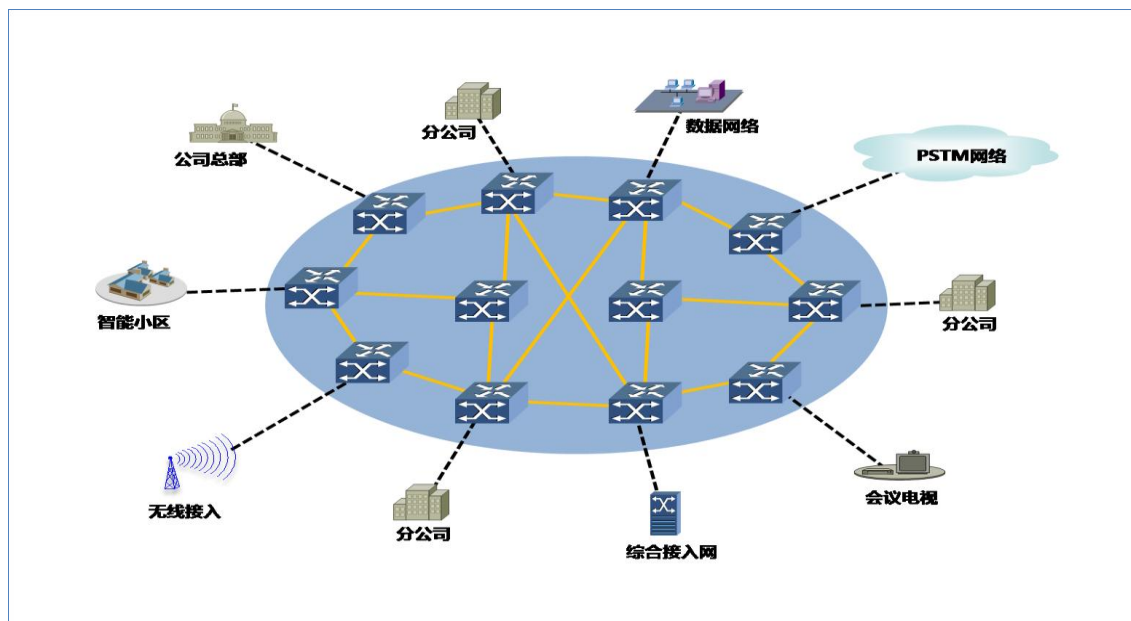 分公司
数据网络
公司总部
PSTM网络
智能小区
分公司
无线接入
分公司
综合接入网
会议电视